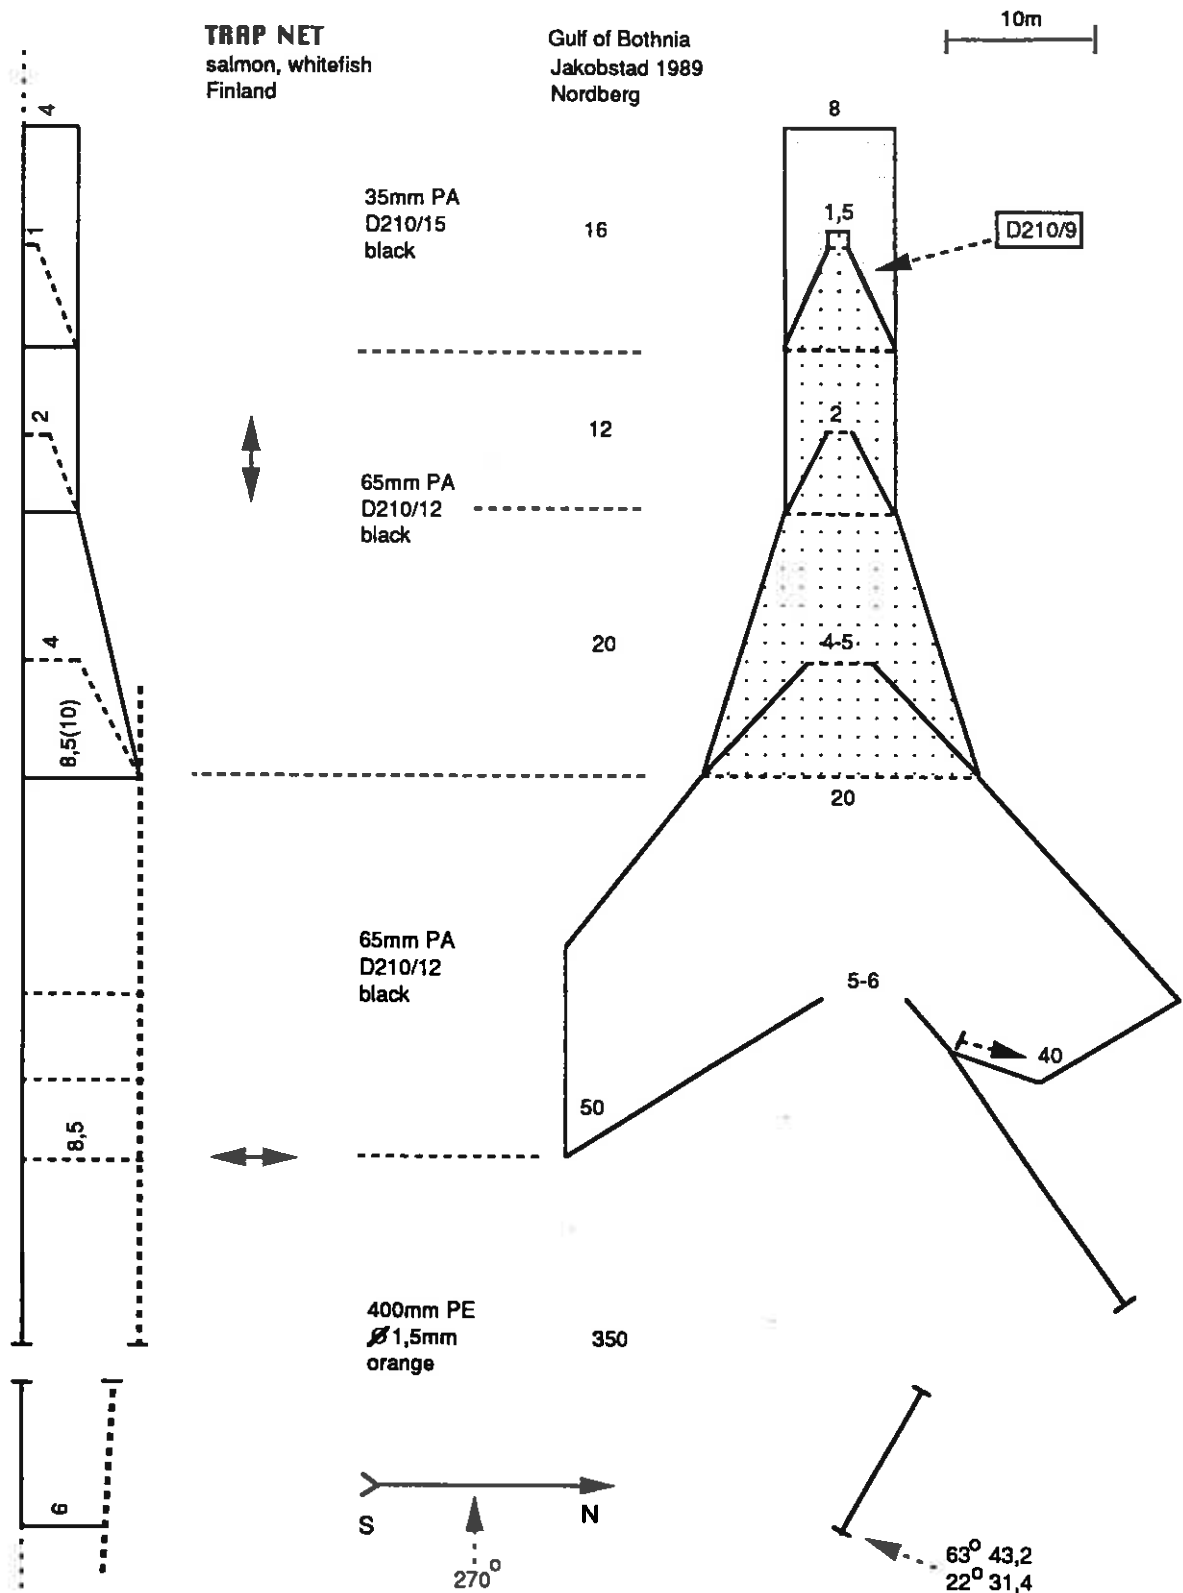 TRAP NET
salmon, whitefish
Finland
Gulf of Bothnia
Jakobstad 1989
Nordberg
10m
4
8
35mm PA
D210/15
black
16
1,5
D210/9
1
2
12
2
65mm PA
D210/12
black
4
20
4-5
8,5(10)
20
65mm PA
D210/12
black
5-6
40
50
8,5
400mm PE
Ø 1,5mm
orange
350
6
S
N
270°
63° 43,2
22° 31,4